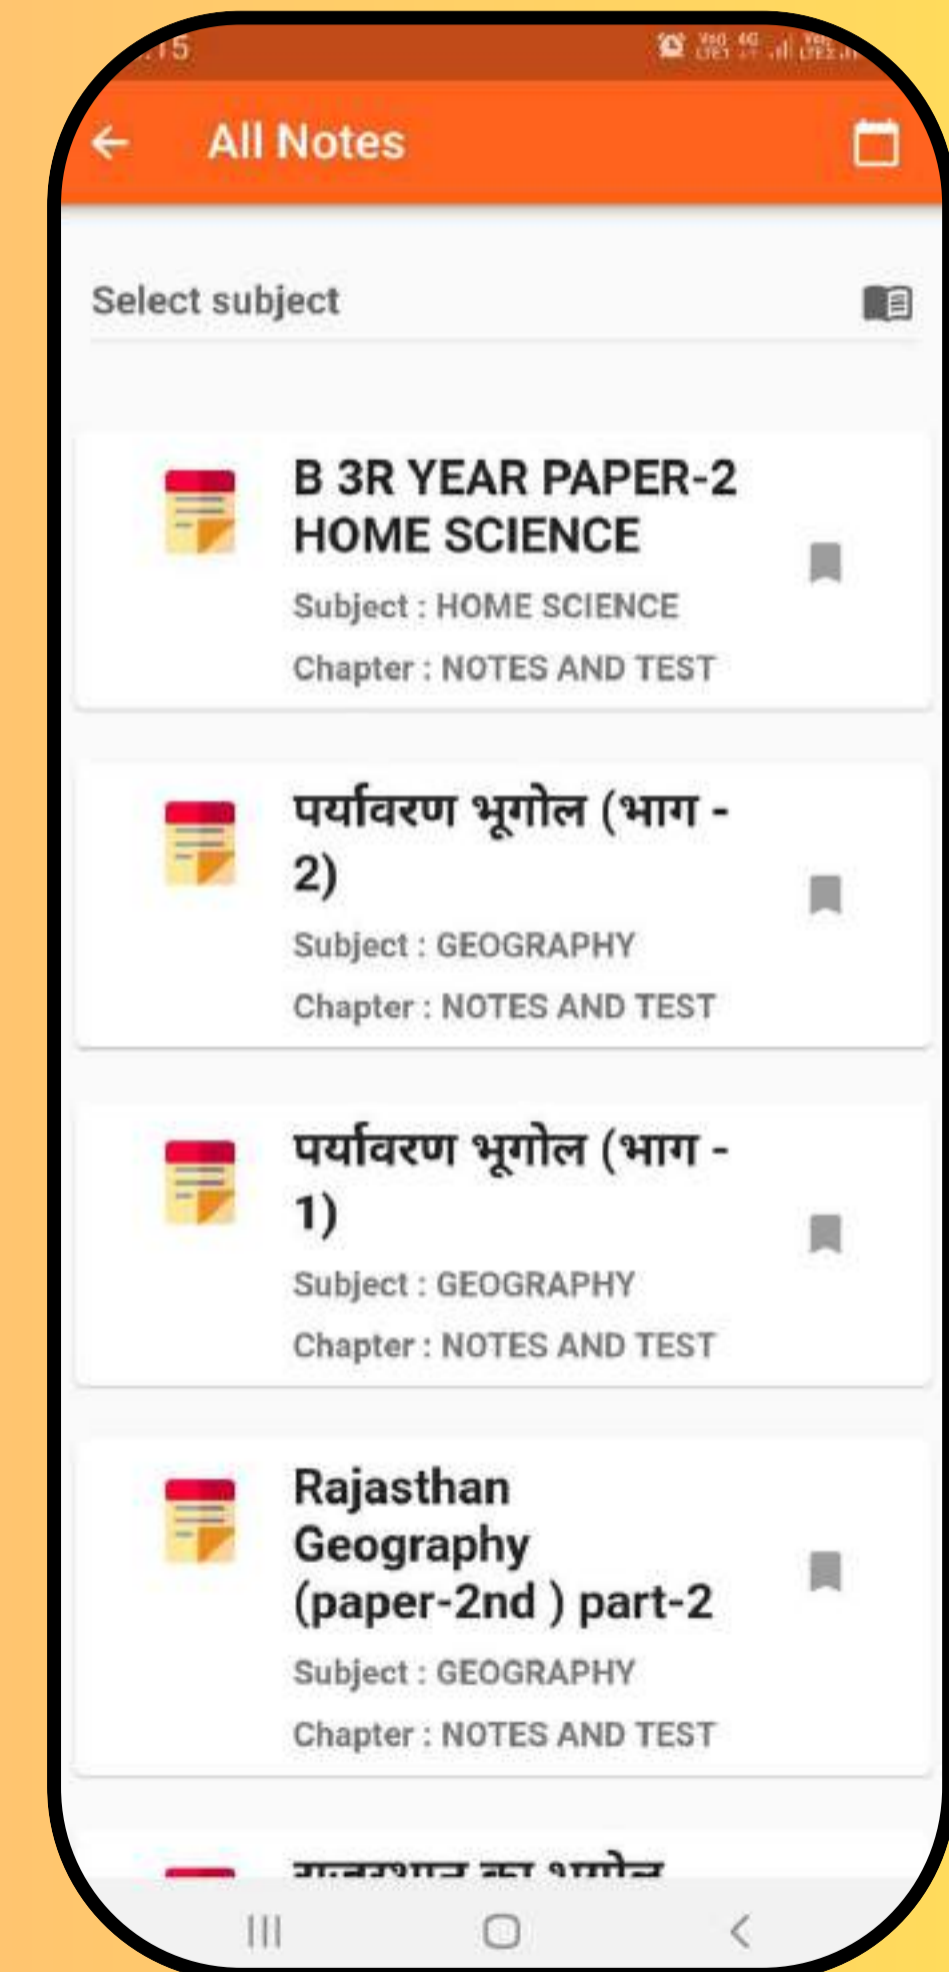 :15
All Notes
Select subject
B 3R YEAR PAPER-2
HOME SCIENCE
Subject : HOME SCIENCE
Chapter : NOTES AND TEST
पर्यावरण भूगोल (भाग -
2)
Subject : GEOGRAPHY
Chapter : NOTES AND TEST
पर्यावरण भूगोल (भाग -
1)
Subject : GEOGRAPHY
Chapter : NOTES AND TEST
Rajasthan
Geography
(paper-2nd ) part-2
Subject : GEOGRAPHY
Chapter : NOTES AND TEST
राजस्थान का भूगोल